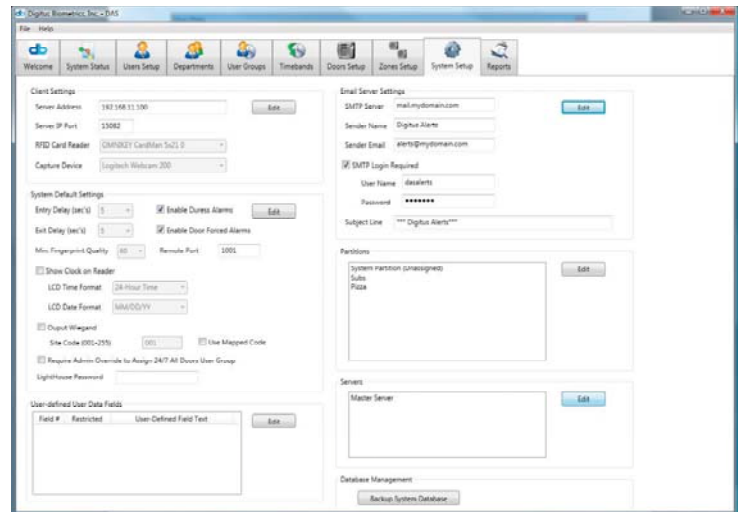 Digitus Biometrics, Inc. - DAS
File Help
Welcome System Status Users Setup Departments User Groups Timebands Doors Setup Zones Setup System Setup Reports
Client Settings
Server Address 192.168.11.100 Edit
Server IP Port 15082
RFID Card Reader OMNIKEY CardMan 5x21 0
Capture Device Logitech Webcam 200
System Default Settings
Entry Delay (sec's) 5 Enable Duress Alarms Edit
Exit Delay (sec's) 5 Enable Door Forced Alarms
Min. Fingerprint Quality 60 Remote Port 1001
Show Clock on Reader
LCD Time Format 24-Hour Time
LCD Date Format MM/DD/YY
Ouput Wiegand
Site Code (001-255) 001 Use Mapped Code
Require Admin Override to Assign 24/7 All Doors User Group
LightHouse Password
User-defined User Data Fields
Field # Restricted User-Defined Field Text Edit
Email Server Settings
SMTP Server mail.mydomain.com Edit
Sender Name Digitus Alerts
Sender Email alerts@mydomain.com
SMTP Login Required
User Name dasalerts
Password •••••••
Subject Line *** Digitus Alerts***
Partitions
System Partition (Unassigned) Edit
Subs
Pizza
Servers
Master Server Edit
Database Management
Backup System Database